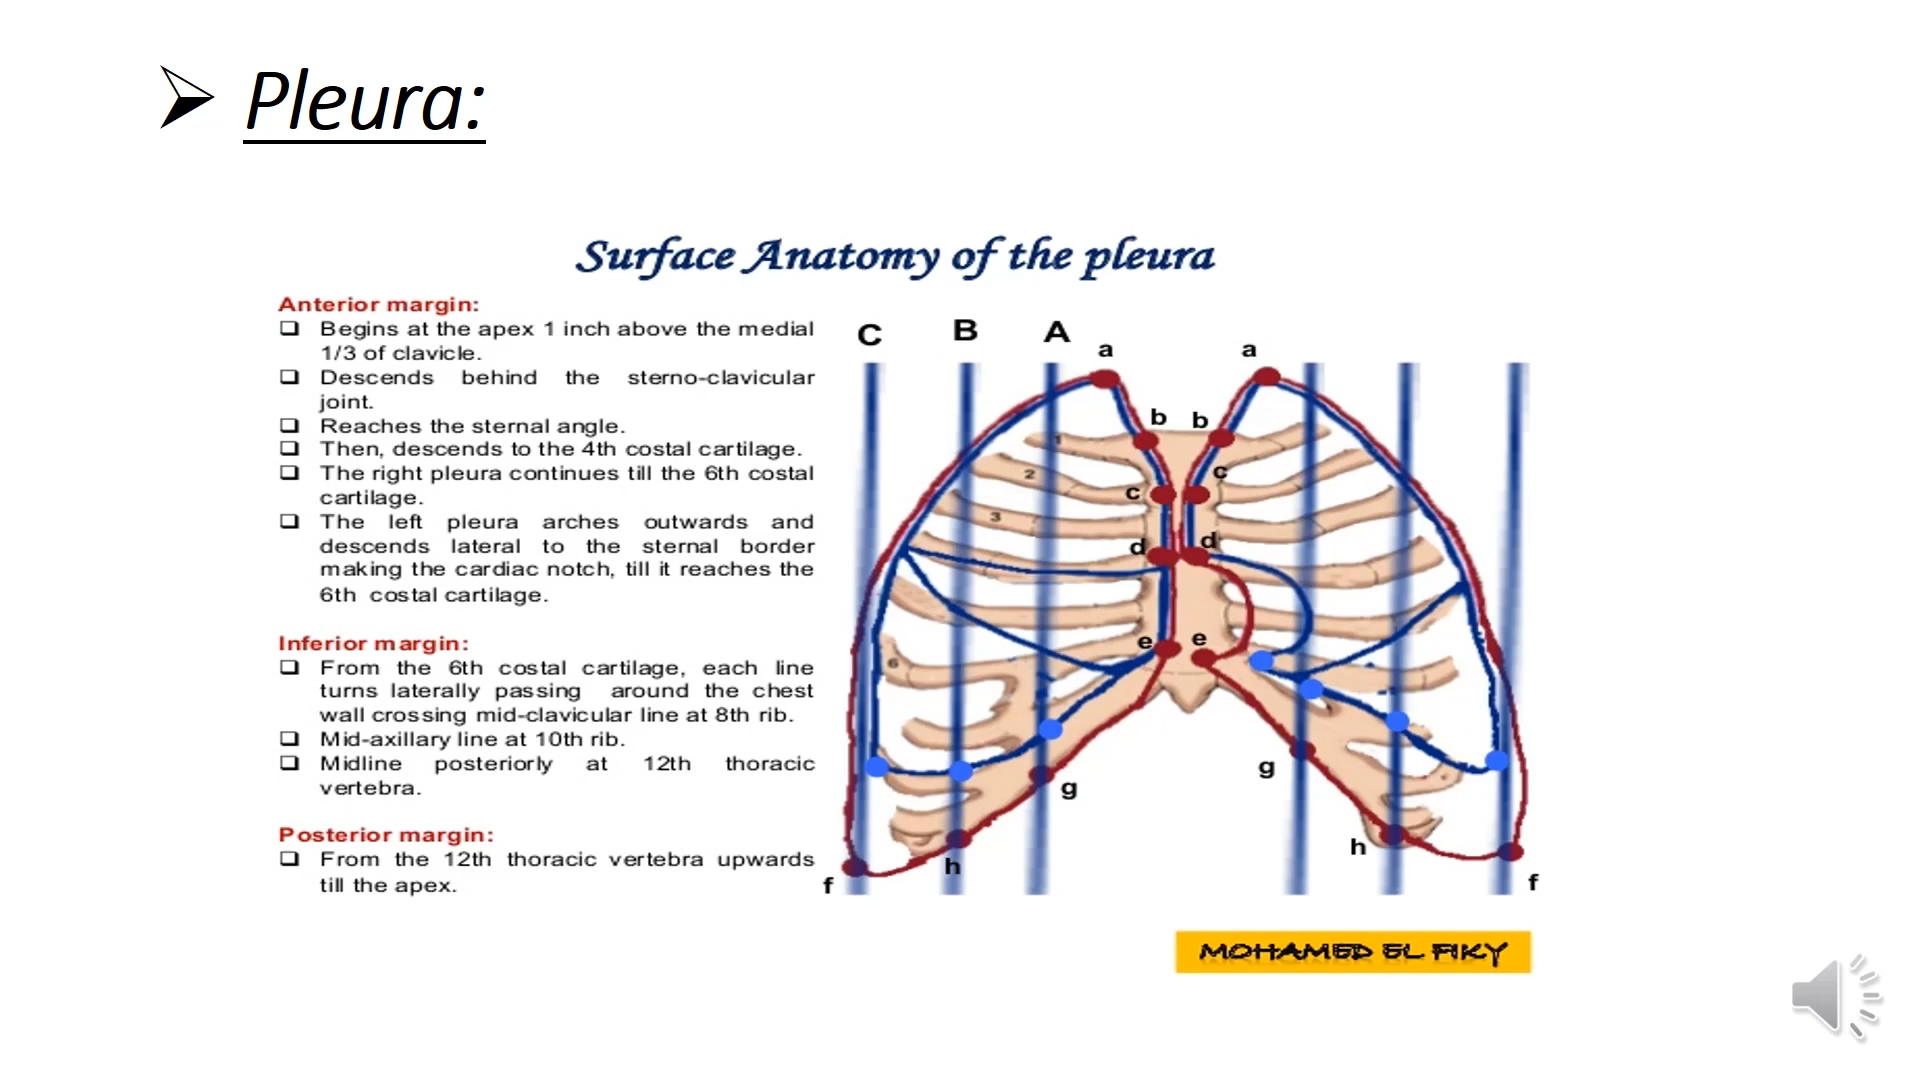 Pleura:
Surface Anatomy of the pleura
Anterior margin:
Begins at the apex 1 inch above the medial
1/3 of clavicle.
Descends behind the sterno-clavicular
joint.
Reaches the sternal angle.
Then, descends to the 4th costal cartilage.
The right pleura continues till the 6th costal
cartilage.
The left pleura arches outwards and
descends lateral to the sternal border
making the cardiac notch, till it reaches the
6th costal cartilage.
Inferior margin:
From the 6th costal cartilage, each line
turns laterally passing around the chest
wall crossing mid-clavicular line at 8th rib.
Mid-axillary line at 10th rib.
Midline posteriorly at 12th thoracic
vertebra.
Posterior margin:
From the 12th thoracic vertebra upwards
till the apex.
C B A
a a
b b
1
c
2
c
3
d d
e e
6
g g
h h
f f
MOHAMED EL FIKY